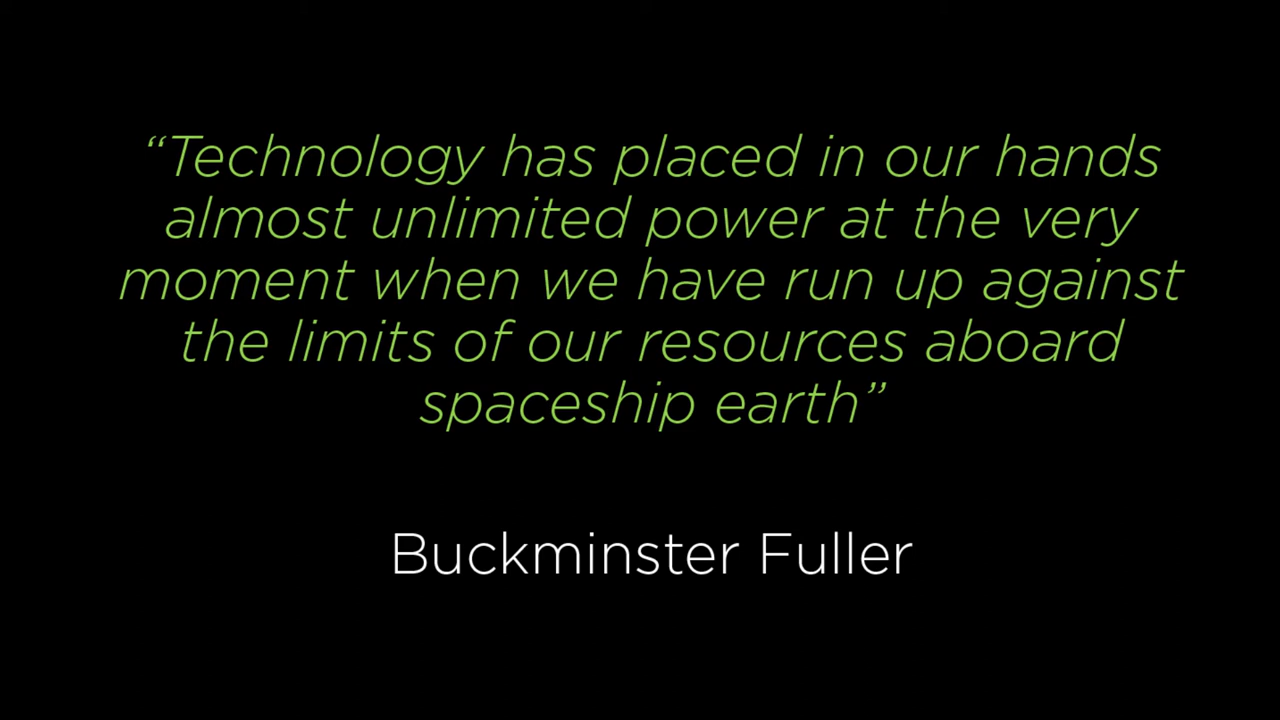 “Technology has placed in our hands
almost unlimited power at the very
moment when we have run up against
the limits of our resources aboard
spaceship earth”
Buckminster Fuller